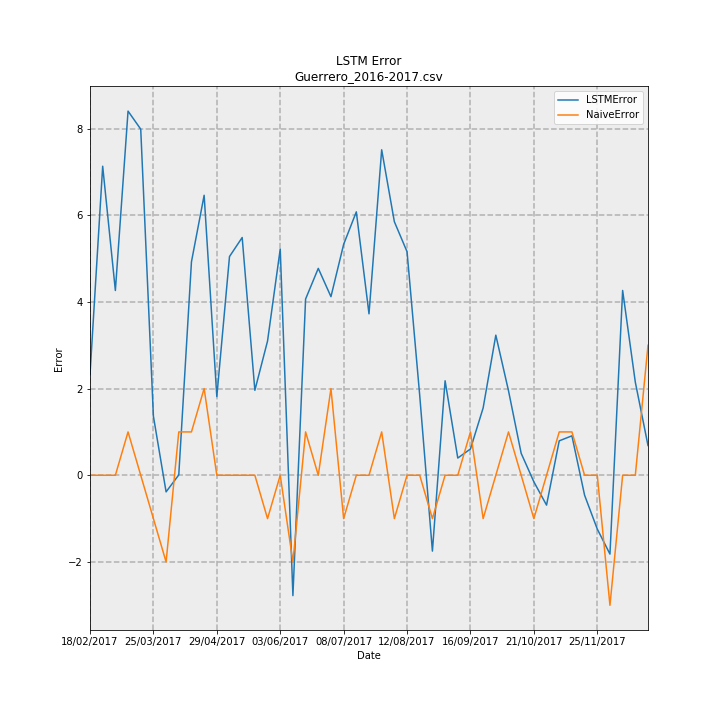 LSTM Error
Guerrero_2016-2017.csv
LSTMError
NaiveError
8
6
4
2
0
−2
Error
18/02/2017 25/03/2017 29/04/2017 03/06/2017 08/07/2017 12/08/2017 16/09/2017 21/10/2017 25/11/2017
Date